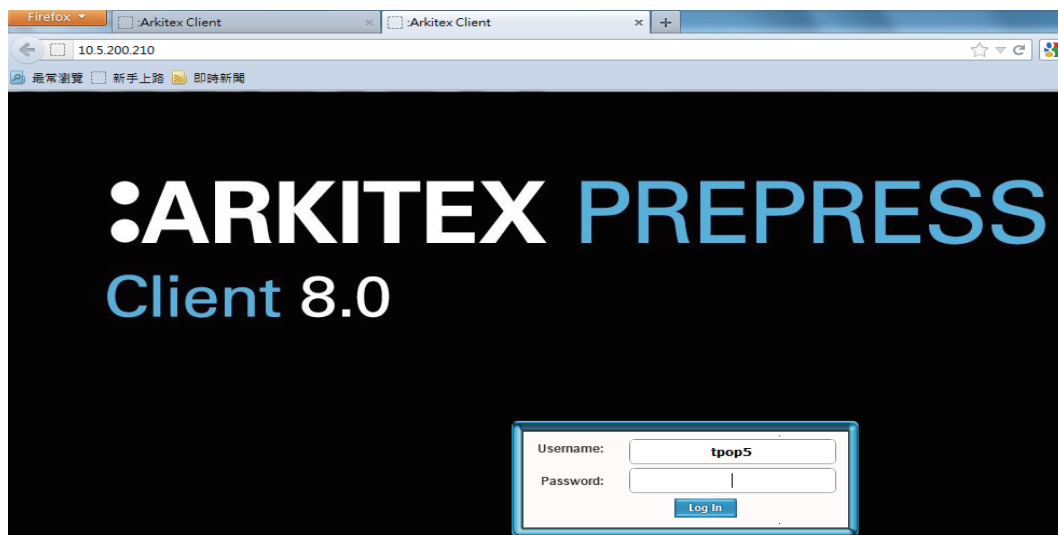 Firefox
:Arkitex Client
:Arkitex Client
10.5.200.210
最常瀏覽 新手上路 即時新聞
:ARKITEX PREPRESS
Client 8.0
Username: tpop5
Password:
Log In